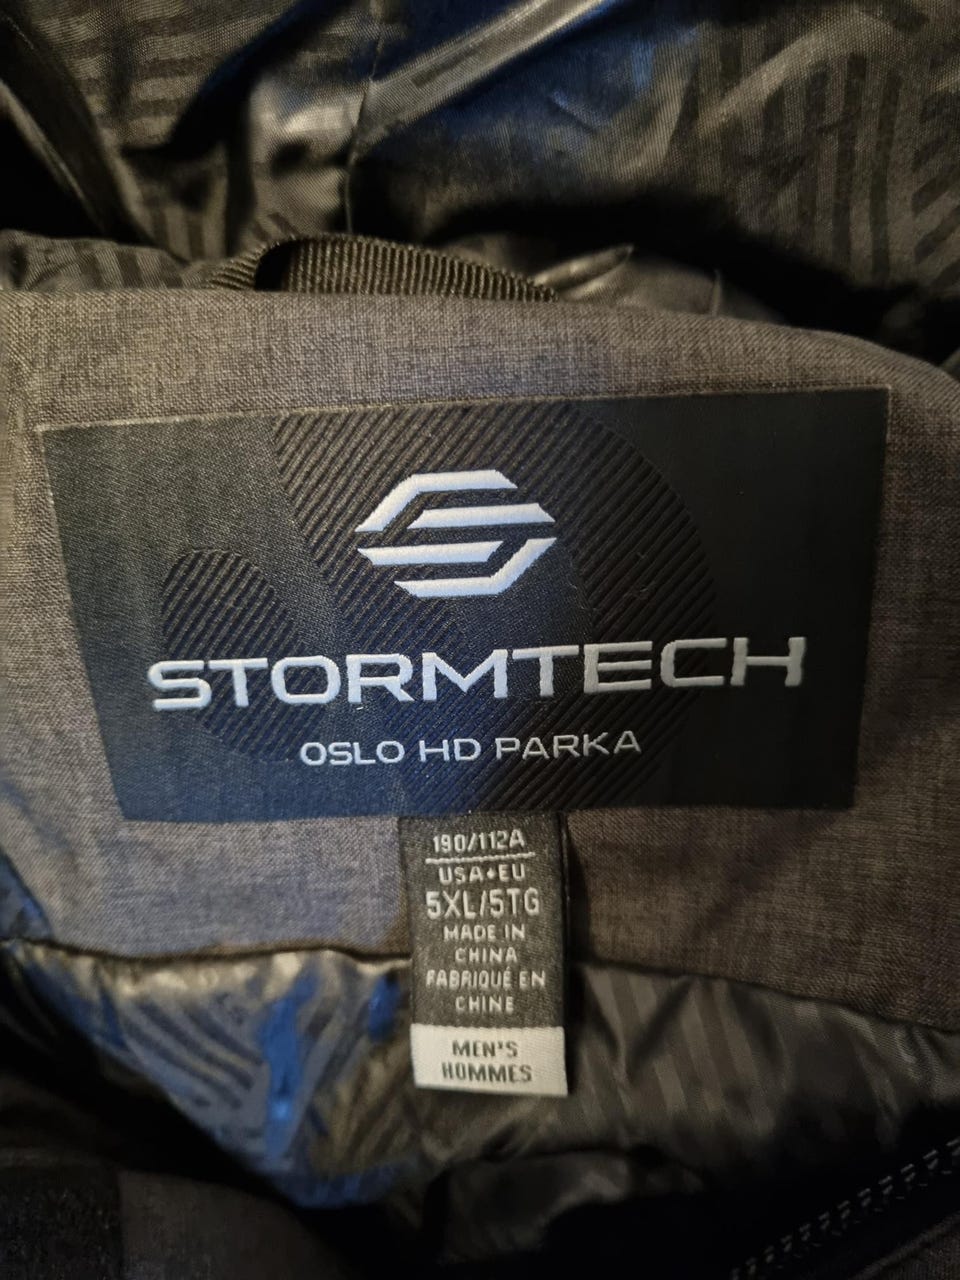 STORMTECH
OSLO HD PARKA
190/112A
USA•EU
5XL/5TG
MADE IN
CHINA
FABRIQUÉ EN
CHINE
MEN'S
HOMMES